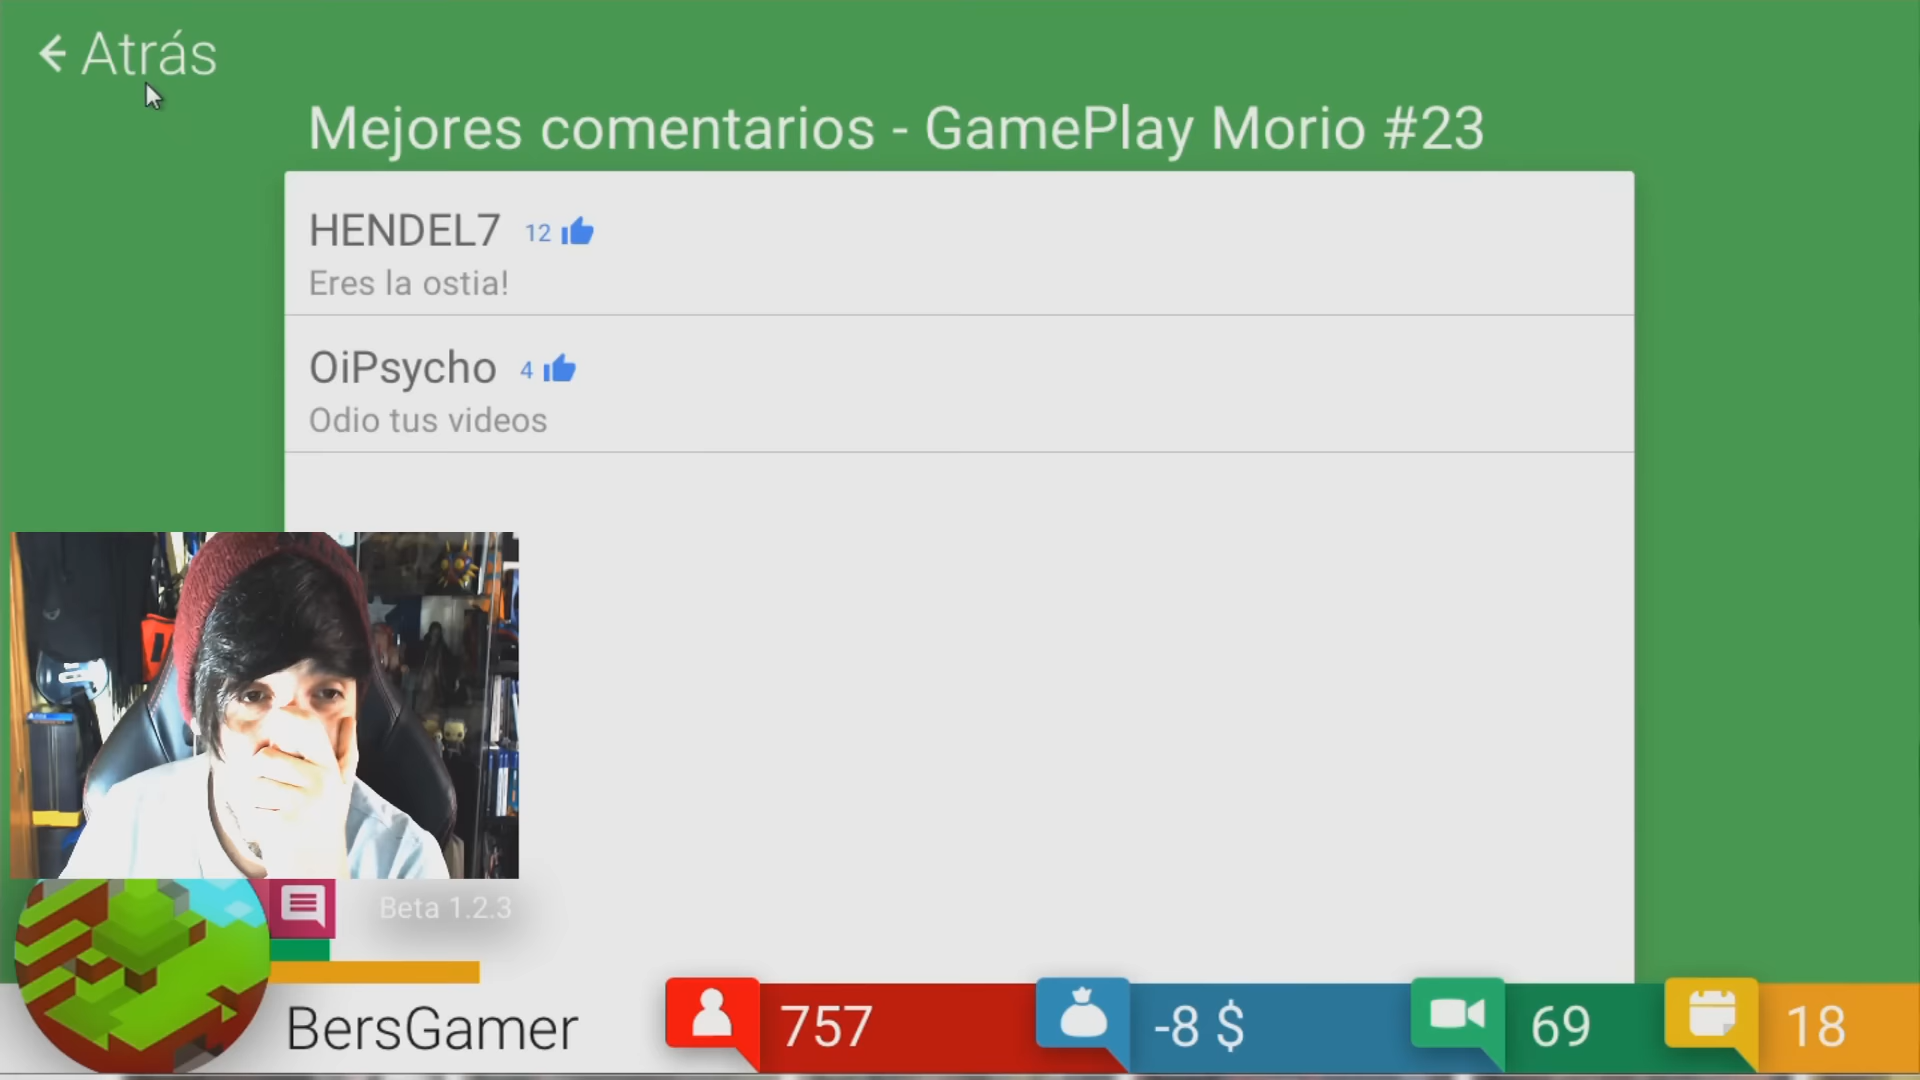 Atrás
Mejores comentarios - GamePlay Morio #23
HENDEL7 12
Eres la ostia!
OiPsycho 4
Odio tus videos
Beta 1.2.3
BersGamer
757
-8 $
69
18